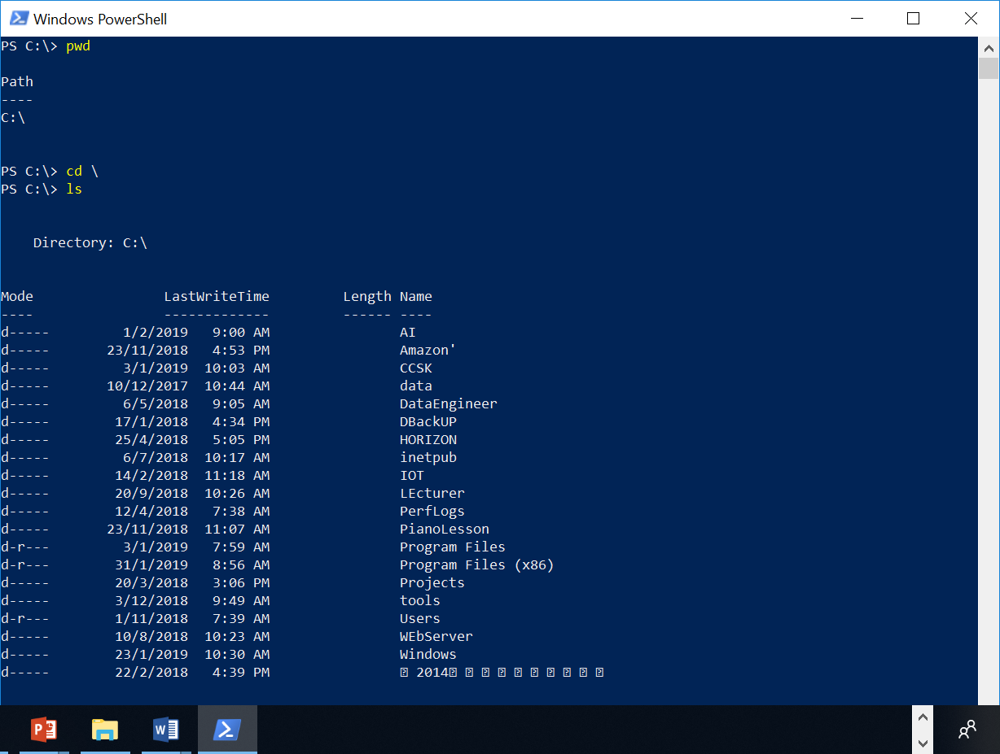 Windows PowerShell
PS C:\> pwd
Path
----
C:\
PS C:\> cd \
PS C:\> ls
Directory: C:\
Mode LastWriteTime Length Name
---- ------------- ------ ----
d----- 1/2/2019 9:00 AM AI
d----- 23/11/2018 4:53 PM Amazon'
d----- 3/1/2019 10:03 AM CCSK
d----- 10/12/2017 10:44 AM data
d----- 6/5/2018 9:05 AM DataEngineer
d----- 17/1/2018 4:34 PM DBackUP
d----- 25/4/2018 5:05 PM HORIZON
d----- 6/7/2018 10:17 AM inetpub
d----- 14/2/2018 11:18 AM IOT
d----- 20/9/2018 10:26 AM LEcturer
d----- 12/4/2018 7:38 AM PerfLogs
d----- 23/11/2018 11:07 AM PianoLesson
d-r--- 3/1/2019 7:59 AM Program Files
d-r--- 31/1/2019 8:56 AM Program Files (x86)
d----- 20/3/2018 3:06 PM Projects
d----- 3/12/2018 9:49 AM tools
d-r--- 1/11/2018 7:39 AM Users
d----- 10/8/2018 10:23 AM WEbServer
d----- 23/1/2019 10:30 AM Windows
d----- 22/2/2018 4:39 PM 2014